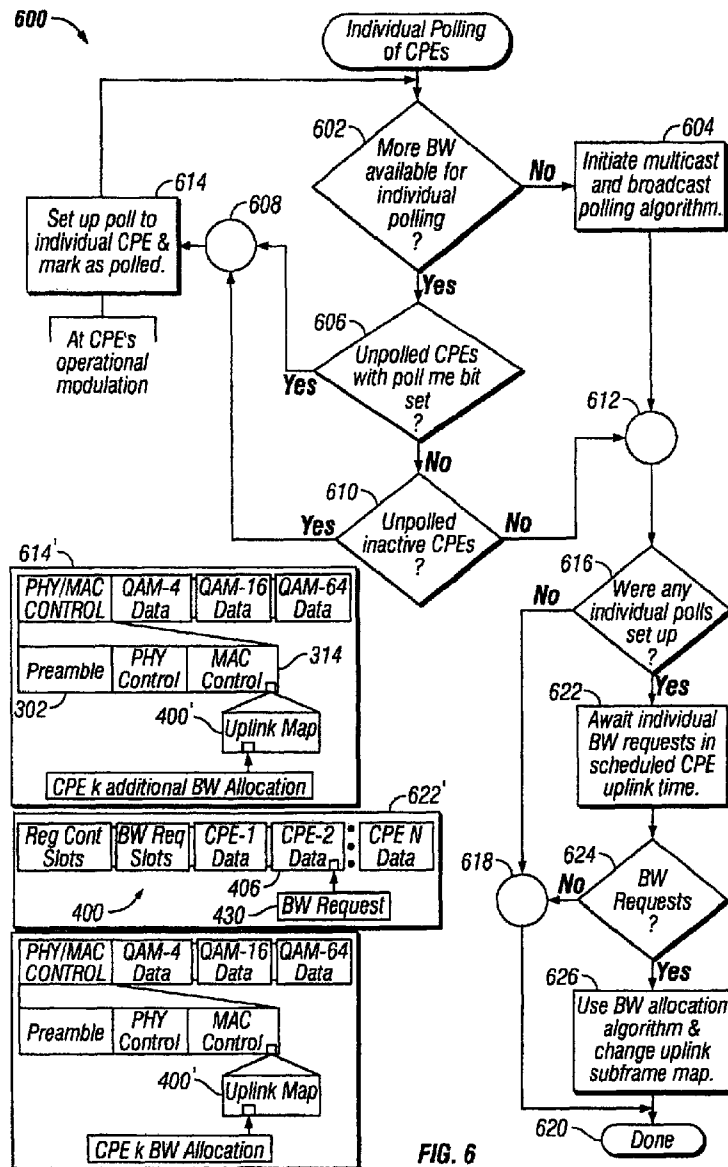 600
Individual Polling
of CPEs
602
More BW
available for
individual
polling
?
No
604
Initiate multicast
and broadcast
polling algorithm.
614
Set up poll to
individual CPE &
mark as polled.
608
At CPE's
operational
modulation
Yes
606
Unpolled CPEs
with poll me bit
set
?
Yes
No
612
610
Unpolled
inactive CPEs
?
Yes
No
616
Were any
individual polls
set up
?
No
Yes
614'
PHY/MAC
CONTROL
QAM-4
Data
QAM-16
Data
QAM-64
Data
Preamble
PHY
Control
MAC
Control
314
302
400'
Uplink Map
CPE k additional BW Allocation
622
Await individual
BW requests in
scheduled CPE
uplink time.
622'
Reg Cont
Slots
BW Req
Slots
CPE-1
Data
CPE-2
Data
CPE N
Data
406
400
430
BW Request
618
624
BW
Requests
?
No
Yes
PHY/MAC
CONTROL
QAM-4
Data
QAM-16
Data
QAM-64
Data
Preamble
PHY
Control
MAC
Control
400'
Uplink Map
CPE k BW Allocation
626
Use BW allocation
algorithm &
change uplink
subframe map.
620
Done
FIG. 6